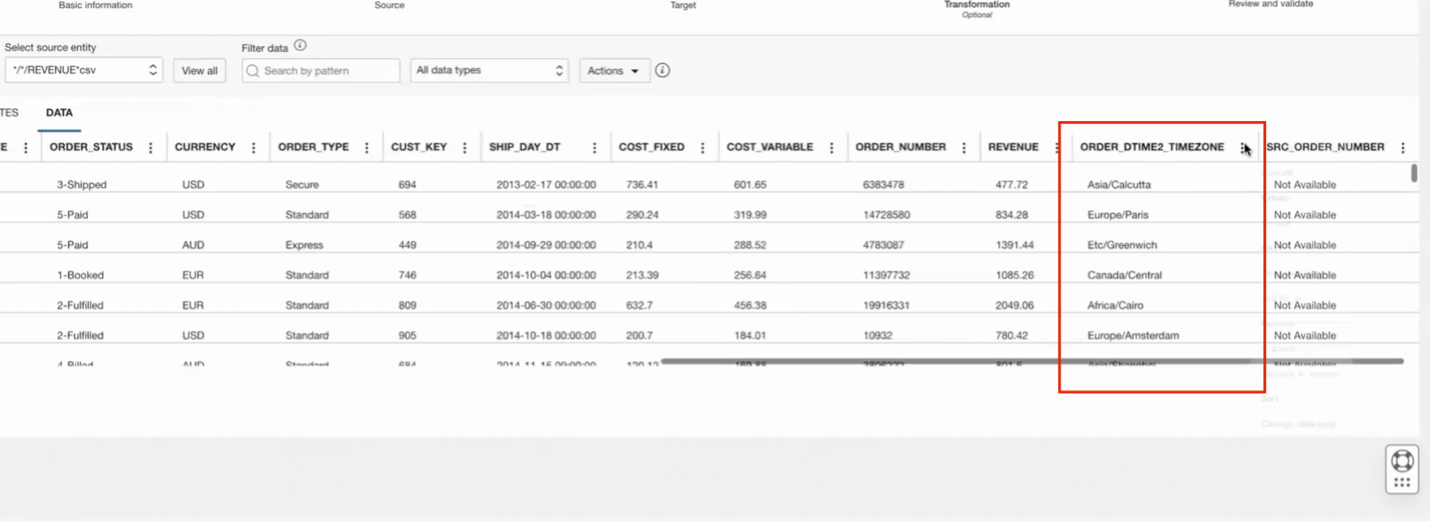 Basic information Source Target Transformation Review and validate
Optional
Select source entity Filter data
*/*/REVENUE*csv View all Search by pattern All data types Actions
TES DATA
E ORDER_STATUS CURRENCY ORDER_TYPE CUST_KEY SHIP_DAY_DT COST_FIXED COST_VARIABLE ORDER_NUMBER REVENUE ORDER_DTIME2_TIMEZONE SRC_ORDER_NUMBER
3-Shipped USD Secure 694 2013-02-17 00:00:00 736.41 601.65 6383478 477.72 Asia/Calcutta Not Available
5-Paid USD Standard 568 2014-03-18 00:00:00 290.24 319.99 14728580 834.28 Europe/Paris Not Available
5-Paid AUD Express 449 2014-09-29 00:00:00 210.4 288.52 4783087 1391.44 Etc/Greenwich Not Available
1-Booked EUR Standard 746 2014-10-04 00:00:00 213.39 256.64 11397732 1085.26 Canada/Central Not Available
2-Fulfilled EUR Standard 809 2014-06-30 00:00:00 632.7 456.38 19916331 2049.06 Africa/Cairo Not Available
2-Fulfilled USD Standard 905 2014-10-18 00:00:00 200.7 184.01 10932 780.42 Europe/Amsterdam Not Available
4-Billed AUD Standard 684 Asia/Shanghai Not Available